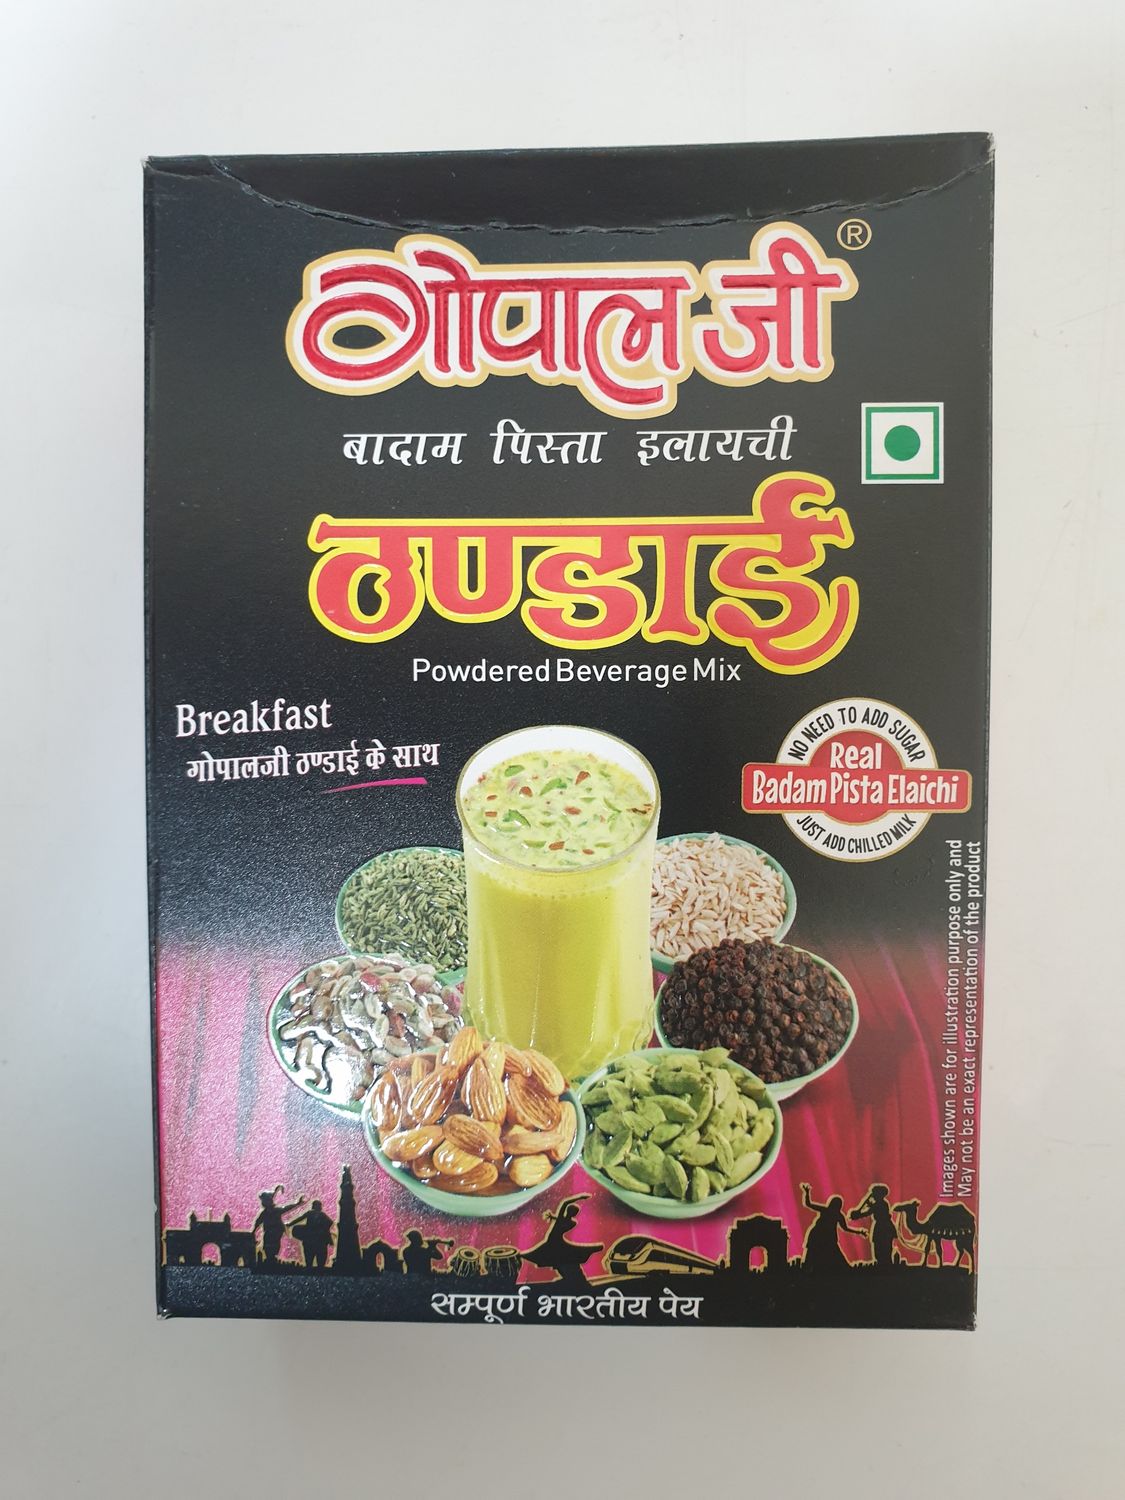 गोपाल जी ®
बादाम पिस्ता इलायची
ठण्डाई
Powdered Beverage Mix
Breakfast
गोपालजी ठण्डाई के साथ
NO NEED TO ADD SUGAR
Real
Badam Pista Elaichi
JUST ADD CHILLED MILK
Images shown are for illustration purpose only and
May not be an exact representation of the product
सम्पूर्ण भारतीय पेय